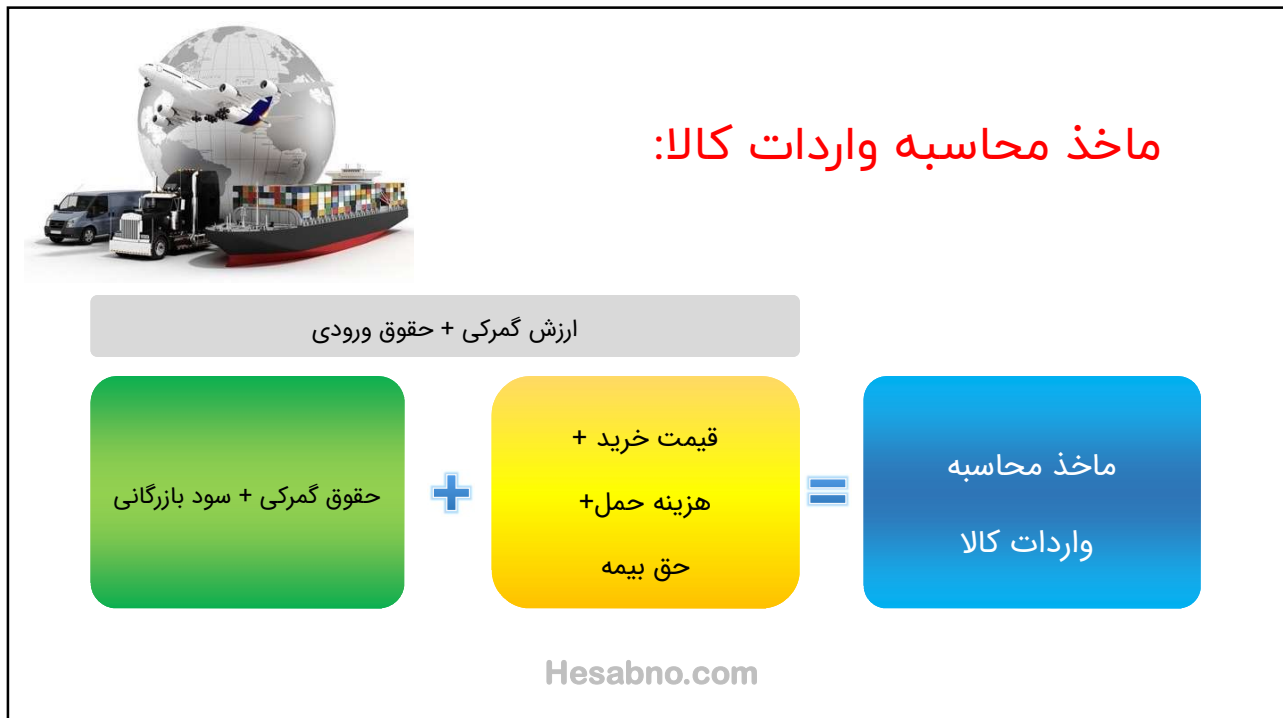 ماخذ محاسبه واردات کالا:
ارزش گمرکی + حقوق ورودی
ماخذ محاسبه
واردات کالا
=
قیمت خرید +
هزینه حمل+
حق بیمه
+
حقوق گمرکی + سود بازرگانی
Hesabno.com